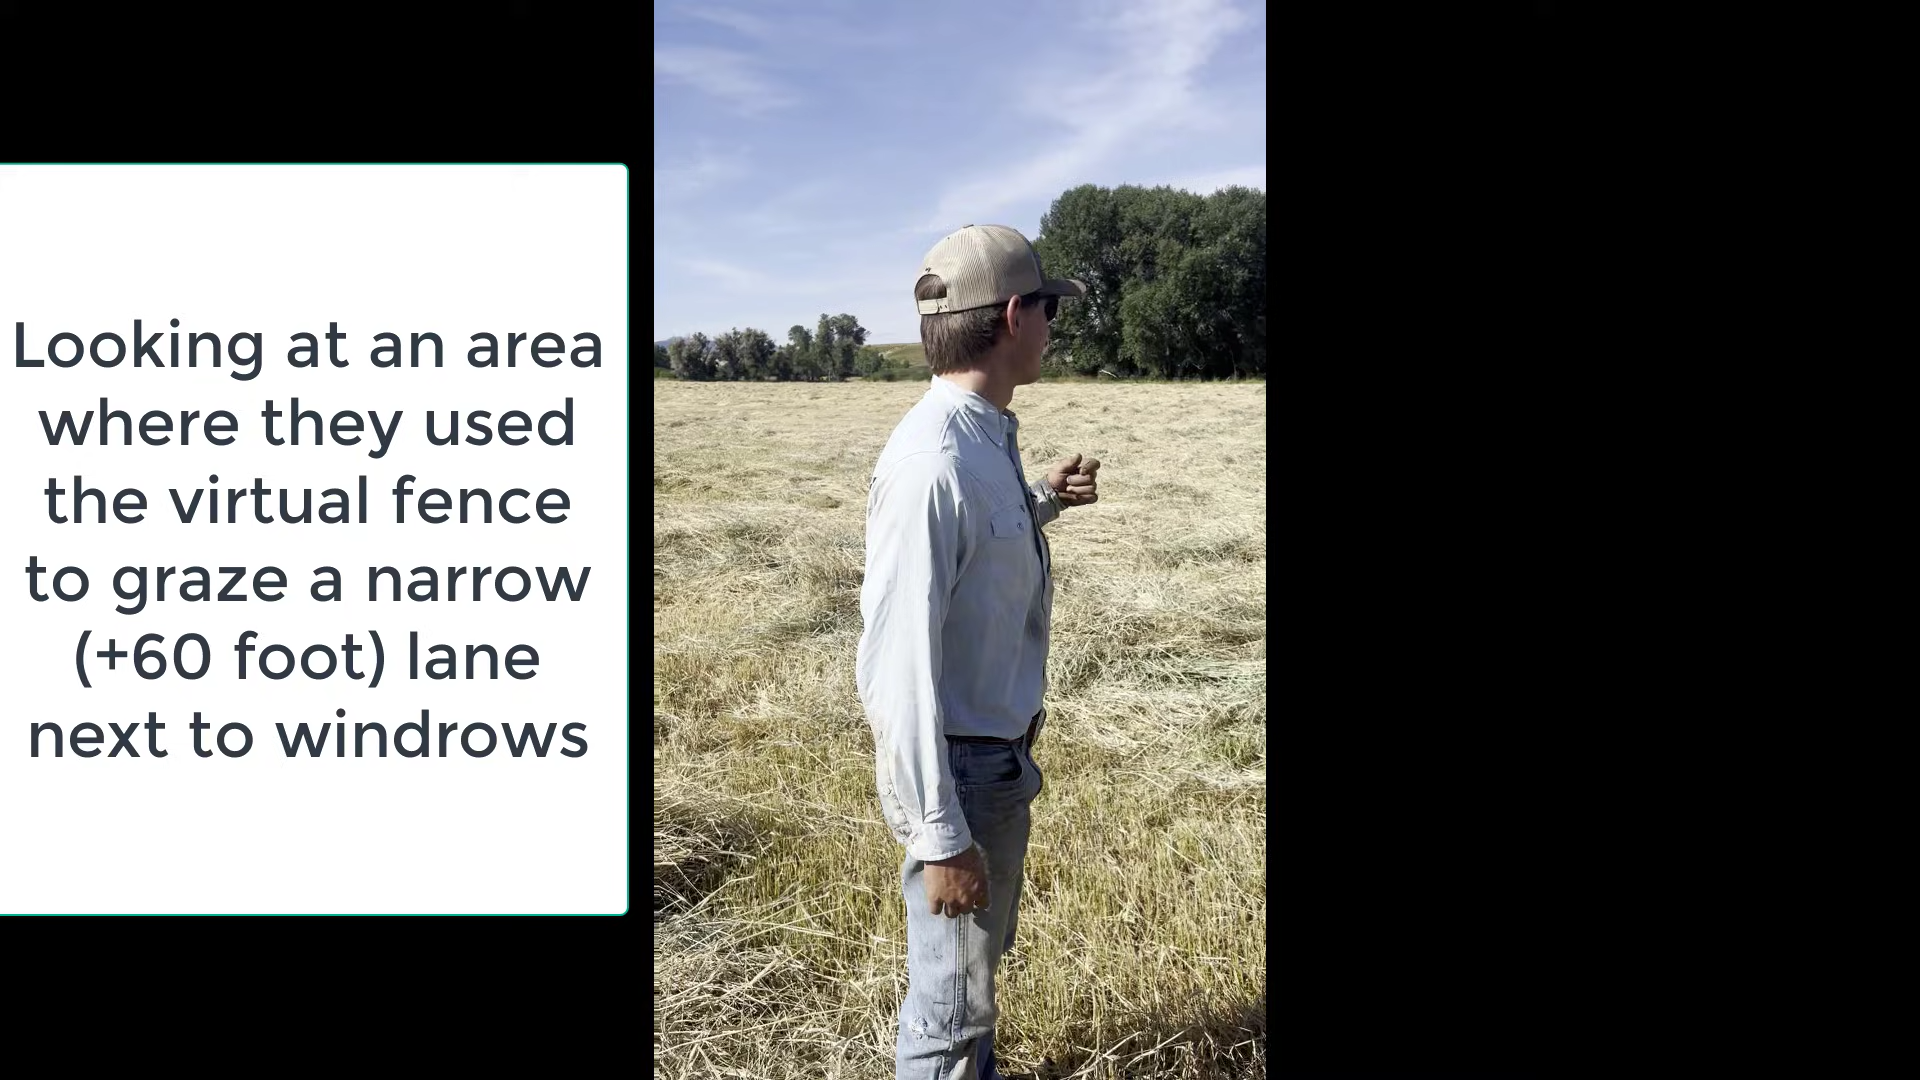 Looking at an area
where they used
the virtual fence
to graze a narrow
(+60 foot) lane
next to windrows